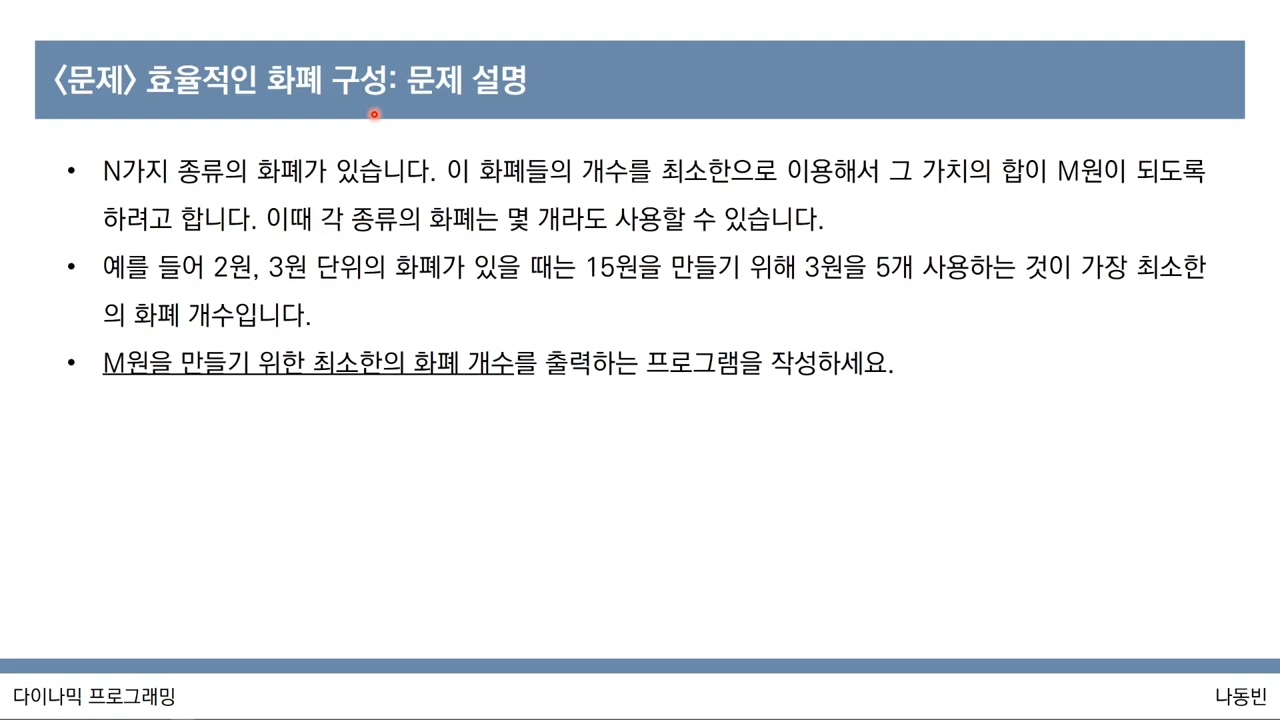 <문제> 효율적인 화폐 구성: 문제 설명
• N가지 종류의 화폐가 있습니다. 이 화폐들의 개수를 최소한으로 이용해서 그 가치의 합이 M원이 되도록
하려고 합니다. 이때 각 종류의 화폐는 몇 개라도 사용할 수 있습니다.
• 예를 들어 2원, 3원 단위의 화폐가 있을 때는 15원을 만들기 위해 3원을 5개 사용하는 것이 가장 최소한
의 화폐 개수입니다.
• M원을 만들기 위한 최소한의 화폐 개수를 출력하는 프로그램을 작성하세요.
다이나믹 프로그래밍
나동빈